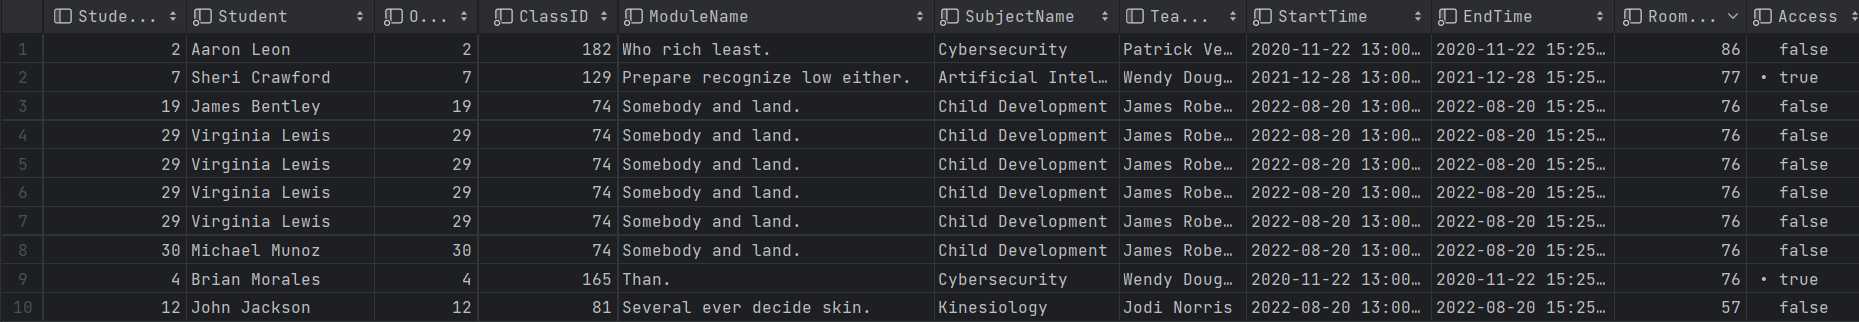 Stude... Student O... ClassID ModuleName SubjectName Tea... StartTime EndTime Room... Access
1 2 Aaron Leon 2 182 Who rich least. Cybersecurity Patrick Ve... 2020-11-22 13:00... 2020-11-22 15:25... 86 false
2 7 Sheri Crawford 7 129 Prepare recognize low either. Artificial Intel... Wendy Doug... 2021-12-28 13:00... 2021-12-28 15:25... 77 • true
3 19 James Bentley 19 74 Somebody and land. Child Development James Robe... 2022-08-20 13:00... 2022-08-20 15:25... 76 false
4 29 Virginia Lewis 29 74 Somebody and land. Child Development James Robe... 2022-08-20 13:00... 2022-08-20 15:25... 76 false
5 29 Virginia Lewis 29 74 Somebody and land. Child Development James Robe... 2022-08-20 13:00... 2022-08-20 15:25... 76 false
6 29 Virginia Lewis 29 74 Somebody and land. Child Development James Robe... 2022-08-20 13:00... 2022-08-20 15:25... 76 false
7 29 Virginia Lewis 29 74 Somebody and land. Child Development James Robe... 2022-08-20 13:00... 2022-08-20 15:25... 76 false
8 30 Michael Munoz 30 74 Somebody and land. Child Development James Robe... 2022-08-20 13:00... 2022-08-20 15:25... 76 false
9 4 Brian Morales 4 165 Than. Cybersecurity Wendy Doug... 2020-11-22 13:00... 2020-11-22 15:25... 76 • true
10 12 John Jackson 12 81 Several ever decide skin. Kinesiology Jodi Norris 2022-08-20 13:00... 2022-08-20 15:25... 57 false